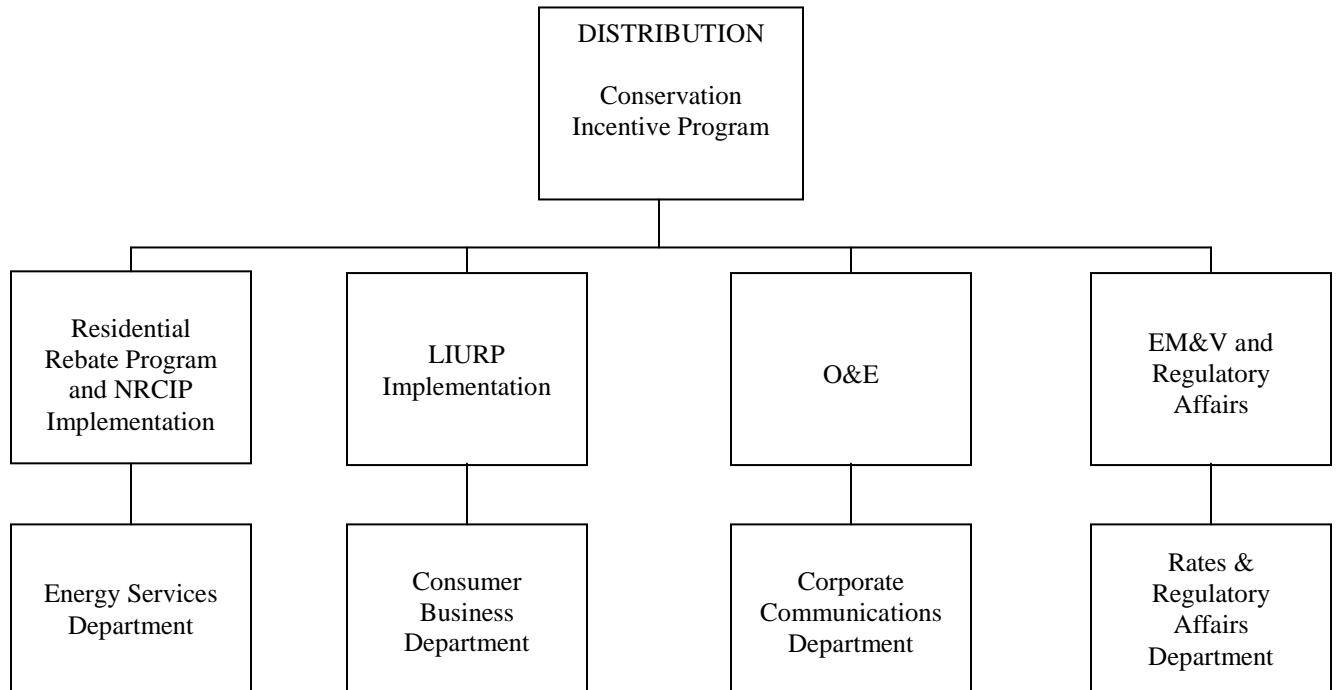 DISTRIBUTION
Conservation
Incentive Program
Residential
Rebate Program
and NRCIP
Implementation
LIURP
Implementation
O&E
EM&V and
Regulatory
Affairs
Energy Services
Department
Consumer
Business
Department
Corporate
Communications
Department
Rates &
Regulatory
Affairs
Department